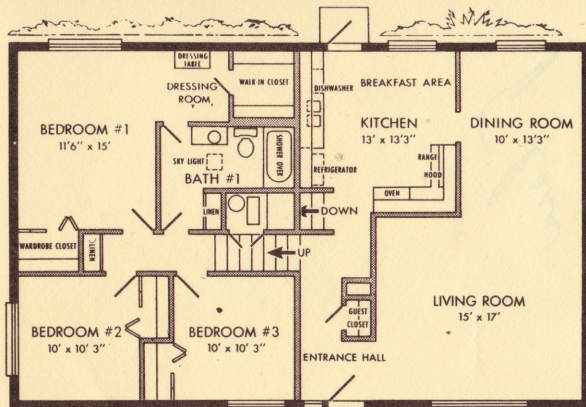 DRESSING
TABLE
WALK-IN CLOSET
DRESSING
ROOM
BEDROOM #1
11'6" x 15'
SKY LIGHT
BATH #1
SHOWER OVER
LINEN
WARDROBE CLOSET
LINEN
DISHWASHER
BREAKFAST AREA
KITCHEN
13' x 13'3"
REFRIGERATOR
RANGE
HOOD
OVEN
DINING ROOM
10' x 13'3"
DOWN
UP
BEDROOM #2
10' x 10' 3"
BEDROOM #3
10' x 10' 3"
GUEST
CLOSET
ENTRANCE HALL
LIVING ROOM
15' x 17'